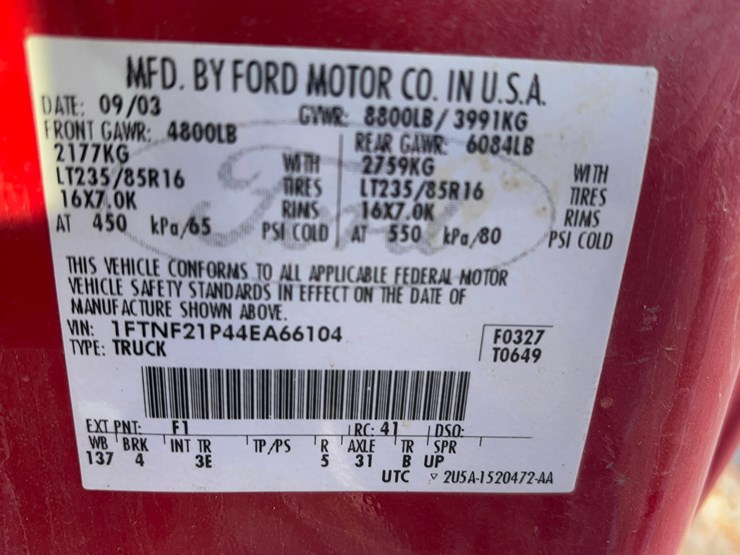 MFD. BY FORD MOTOR CO. IN U.S.A.
DATE: 09/03 GVWR: 8800LB/ 3991KG
FRONT GAWR: 4800LB REAR GAWR: 6084LB
2177KG WITH 2759KG WITH
LT235/85R16 TIRES LT235/85R16 TIRES
16X7.0K RIMS 16X7.0K RIMS
AT 450 kPa/65 PSI COLD AT 550 kPa/80 PSI COLD
Ford
THIS VEHICLE CONFORMS TO ALL APPLICABLE FEDERAL MOTOR
VEHICLE SAFETY STANDARDS IN EFFECT ON THE DATE OF
MANUFACTURE SHOWN ABOVE.
VIN: 1FTNF21P44EA66104 F0327
TYPE: TRUCK T0649
EXT PNT: F1 RC: 41 DSO:
WB BRK INT TR TP/PS R AXLE TR SPR
137 4 3E 5 31 B UP
UTC ▽ 2U5A-1520472-AA